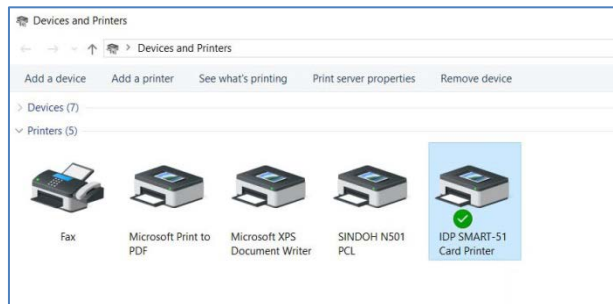 Devices and Printers
Devices and Printers
Add a device Add a printer See what's printing Print server properties Remove device
Devices (7)
Printers (5)
Fax
Microsoft Print to
PDF
Microsoft XPS
Document Writer
SINDOH N501
PCL
IDP SMART-51
Card Printer